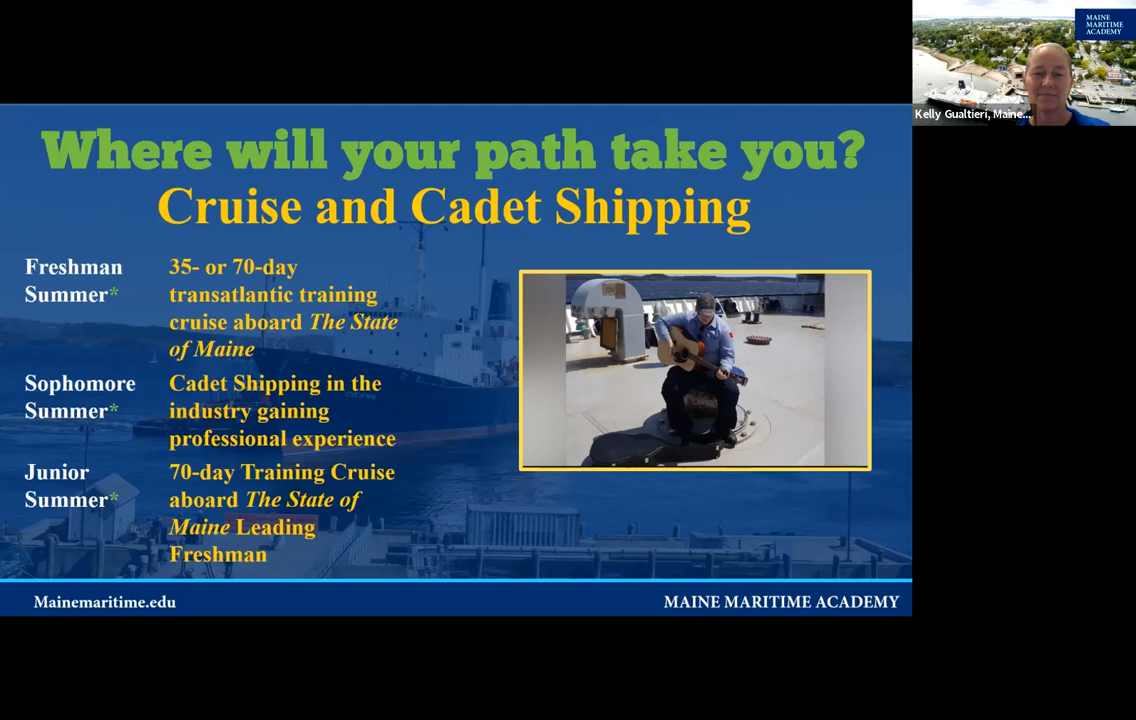 Where will your path take you?
Cruise and Cadet Shipping
Freshman
Summer*
35- or 70-day
transatlantic training
cruise aboard The State
of Maine
Sophomore
Summer*
Cadet Shipping in the
industry gaining
professional experience
Junior
Summer*
70-day Training Cruise
aboard The State of
Maine Leading
Freshman
Mainemaritime.edu
MAINE MARITIME ACADEMY
MAINE
MARITIME
ACADEMY
Kelly Gualtieri, Maine...